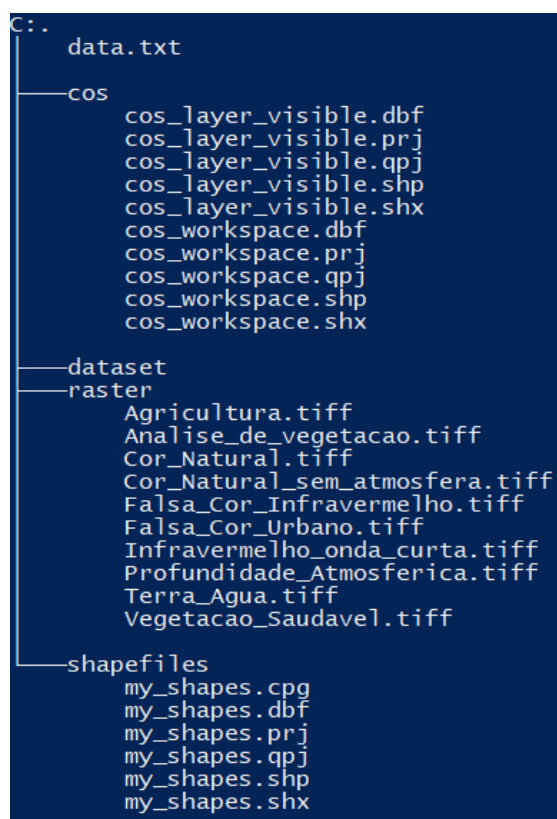 C:.
data.txt
cos
cos_layer_visible.dbf
cos_layer_visible.prj
cos_layer_visible.qpj
cos_layer_visible.shp
cos_layer_visible.shx
cos_workspace.dbf
cos_workspace.prj
cos_workspace.qpj
cos_workspace.shp
cos_workspace.shx
dataset
raster
Agricultura.tiff
Analise_de_vegetacao.tiff
Cor_Natural.tiff
Cor_Natural_sem_atmosfera.tiff
Falsa_Cor_Infravermelho.tiff
Falsa_Cor_Urbano.tiff
Infravermelho_onda_curta.tiff
Profundidade_Atmosferica.tiff
Terra_Agua.tiff
Vegetacao_Saudavel.tiff
shapefiles
my_shapes.cpg
my_shapes.dbf
my_shapes.prj
my_shapes.qpj
my_shapes.shp
my_shapes.shx